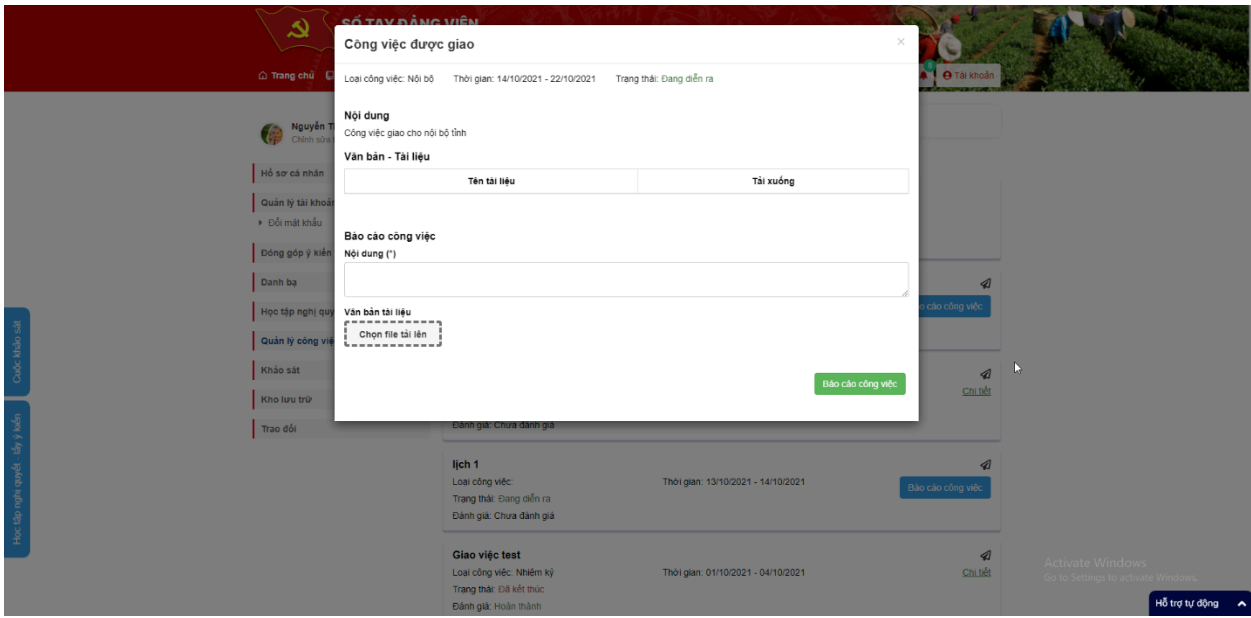 SỔ TAY ĐẢNG VIÊN
Công việc được giao
×
Trang chủ
Loại công việc: Nôi bộ Thời gian: 14/10/2021 - 22/10/2021 Trạng thái: Đang diễn ra
Tài khoản
Nội dung
Nguyễn
Công việc giao cho nội bộ tỉnh
Chỉnh sửa
Văn bản - Tài liệu
Hồ sơ cá nhân
Tên tài liệu Tải xuống
Quản lý tài khoản
Đổi mật khẩu
Báo cáo công việc
Đóng góp ý kiến
Nội dung (*)
Danh bạ
Học tập nghị quy
Văn bản tài liệu
o cáo công việc
Chọn file tải lên
Quản lý công việ
Khảo sát
Báo cáo công việc
Chi tiết
Kho lưu trữ
Trao đổi
Đánh giá: Chưa đánh giá
Cuộc khảo sát
Học tập nghị quyết - lấy ý kiến
lịch 1
Loại công việc: Thời gian: 13/10/2021 - 14/10/2021
Báo cáo công việc
Trạng thái: Đang diễn ra
Đánh giá: Chưa đánh giá
Giao việc test
Loại công việc: Nhiệm kỳ Thời gian: 01/10/2021 - 04/10/2021 Chi tiết
Trạng thái: Đã kết thúc
Đánh giá: Hoàn thành
Activate Windows
Go to Settings to activate Windows.
Hỗ trợ tự động